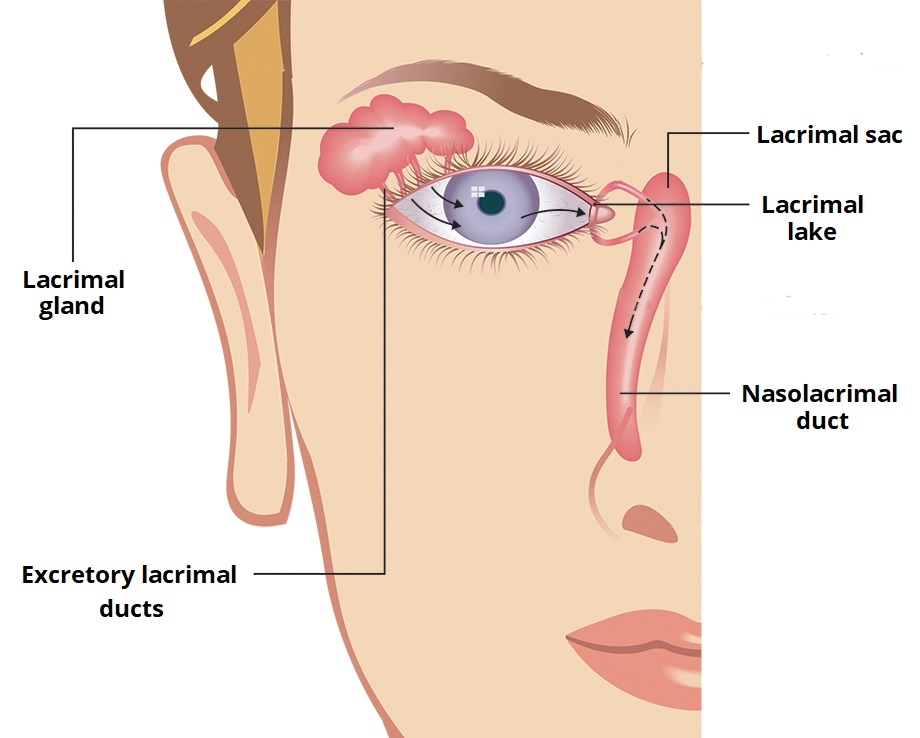 Lacrimal sac
Lacrimal
lake
Lacrimal
gland
Nasolacrimal
duct
Excretory lacrimal
ducts